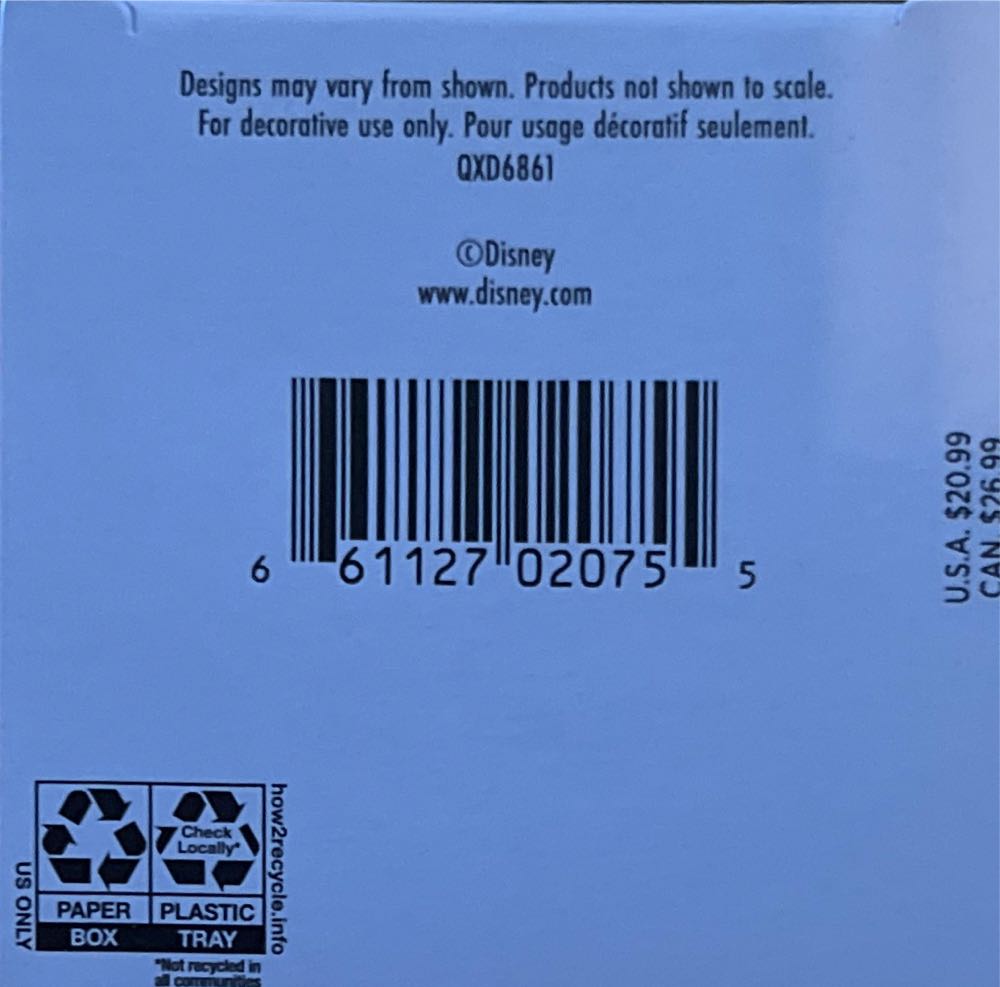 Designs may vary from shown. Products not shown to scale.
For decorative use only. Pour usage décoratif seulement.
QXD6861
©Disney
www.disney.com
6 61127 02075 5
U.S.A. $20.99
CAN. $26.99
Check
Locally*
PAPER PLASTIC
BOX TRAY
US ONLY
how2recycle.info
*Not recycled in
all communities